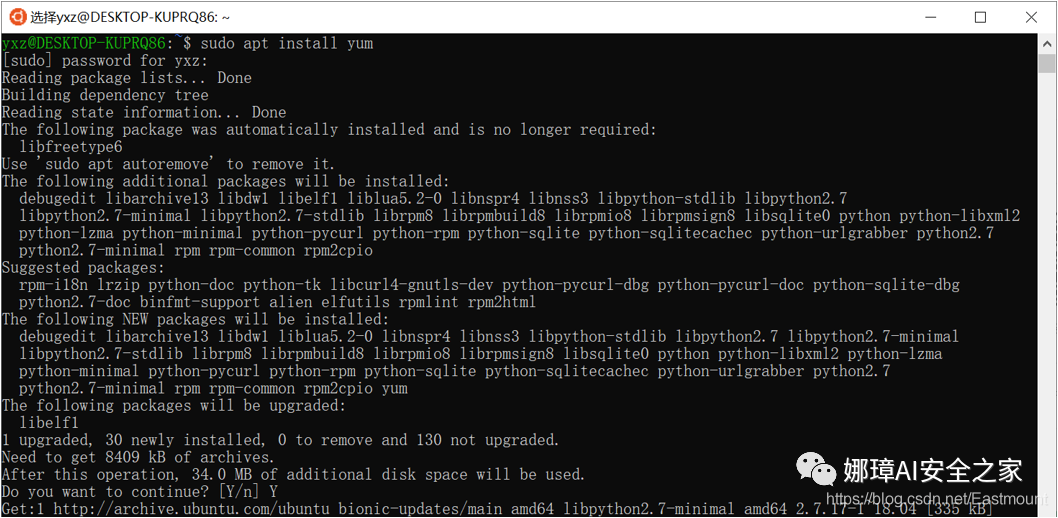 选择yxz@DESKTOP-KUPRQ86: ~
yxz@DESKTOP-KUPRQ86:~$ sudo apt install yum
[sudo] password for yxz:
Reading package lists... Done
Building dependency tree
Reading state information... Done
The following package was automatically installed and is no longer required:
libfreetype6
Use 'sudo apt autoremove' to remove it.
The following additional packages will be installed:
debugedit libarchive13 libdw1 libelf1 liblua5.2-0 libnspr4 libnss3 libpython-stdlib libpython2.7
libpython2.7-minimal libpython2.7-stdlib librpm8 librpmbuild8 librpmio8 librpmsign8 libsqlite0 python python-libxml2
python-lzma python-minimal python-pycurl python-rpm python-sqlite python-sqlitecachec python-urlgrabber python2.7
python2.7-minimal rpm rpm-common rpm2cpio
Suggested packages:
rpm-i18n lrzip python-doc python-tk libcurl4-gnutls-dev python-pycurl-dbg python-pycurl-doc python-sqlite-dbg
python2.7-doc binfmt-support alien elfutils rpmlint rpm2html
The following NEW packages will be installed:
debugedit libarchive13 libdw1 liblua5.2-0 libnspr4 libnss3 libpython-stdlib libpython2.7 libpython2.7-minimal
libpython2.7-stdlib librpm8 librpmbuild8 librpmio8 librpmsign8 libsqlite0 python python-libxml2 python-lzma
python-minimal python-pycurl python-rpm python-sqlite python-sqlitecachec python-urlgrabber python2.7
python2.7-minimal rpm rpm-common rpm2cpio yum
The following packages will be upgraded:
libelf1
1 upgraded, 30 newly installed, 0 to remove and 130 not upgraded.
Need to get 8409 kB of archives.
After this operation, 34.0 MB of additional disk space will be used.
Do you want to continue? [Y/n] Y
Get:1 http://archive.ubuntu.com/ubuntu bionic-updates/main amd64 libpython2.7-minimal amd64 2.7.17-1~18.04 [335 kB]
娜璋AI安全之家
https://blog.csdn.net/Eastmount